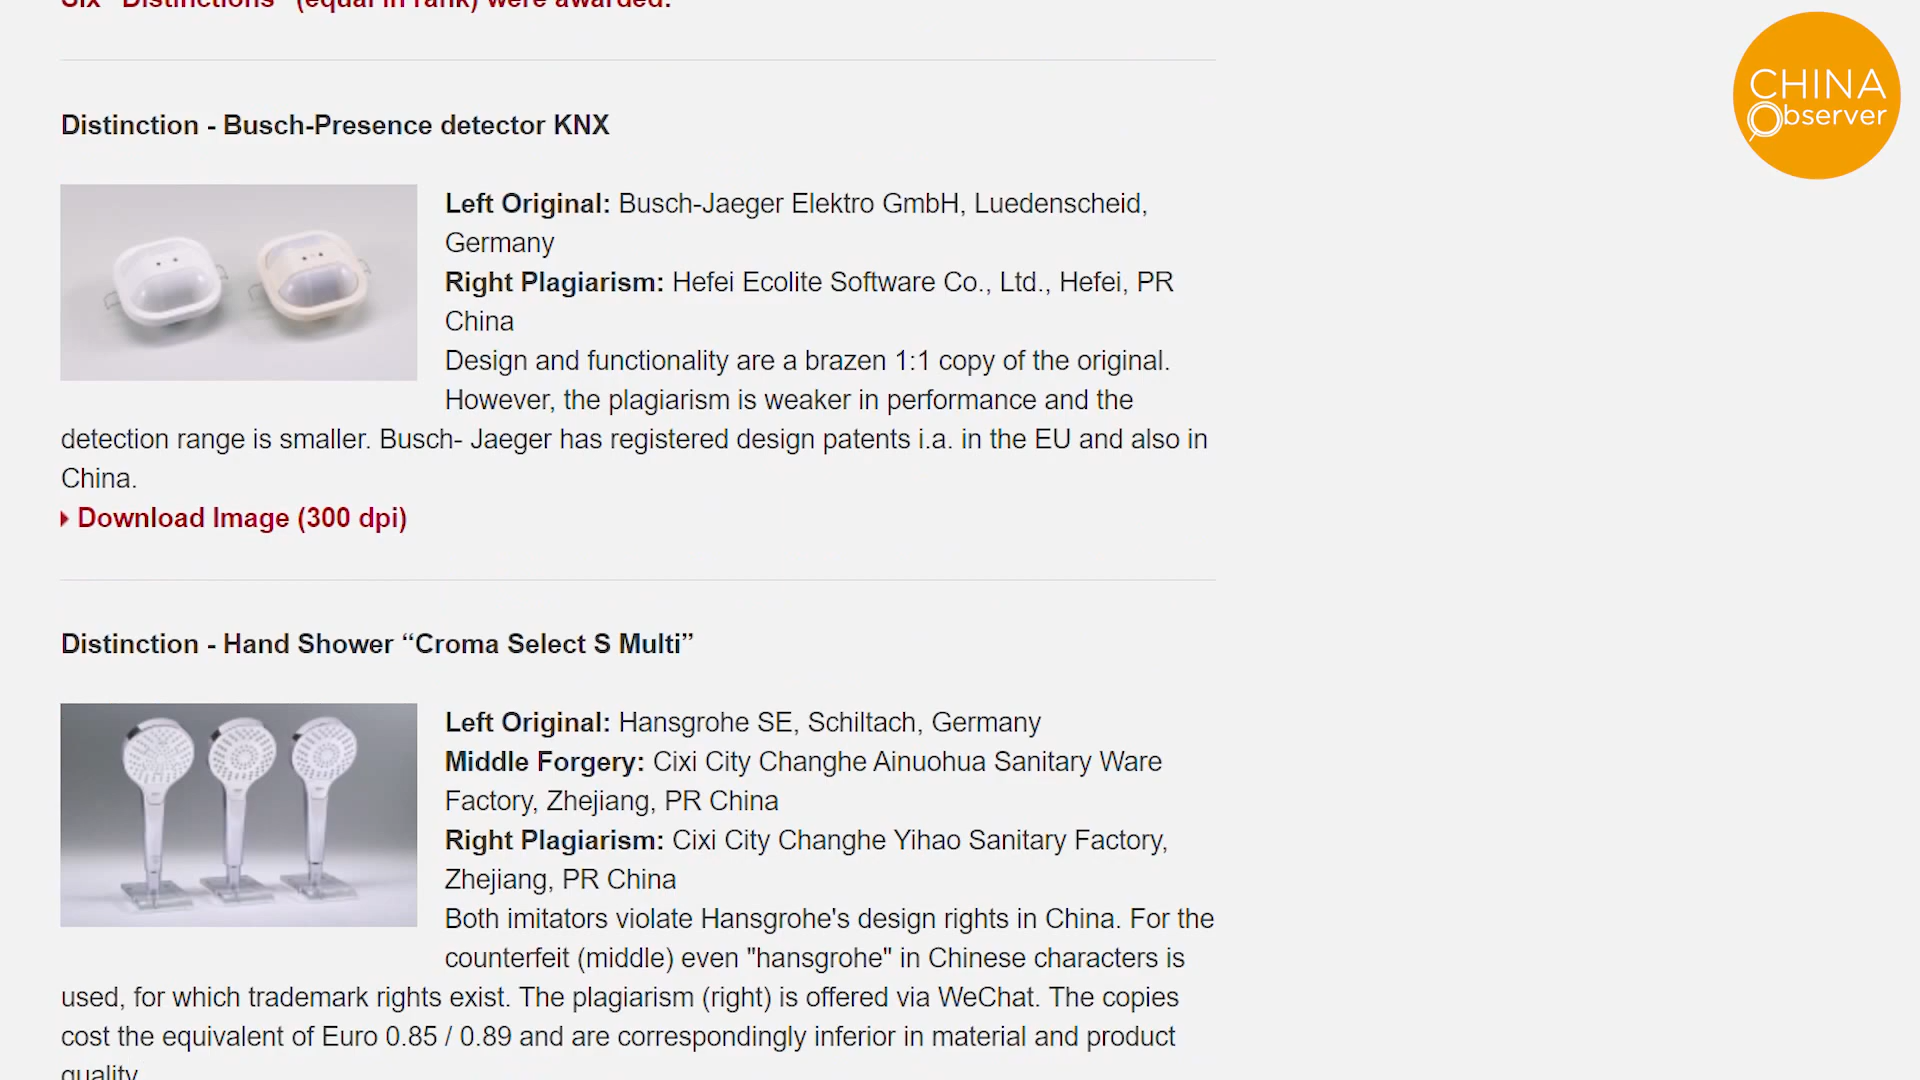 Six “Distinctions” (equal in rank) were awarded.
CHINA
Observer
Distinction - Busch-Presence detector KNX
Left Original: Busch-Jaeger Elektro GmbH, Luedenscheid,
Germany
Right Plagiarism: Hefei Ecolite Software Co., Ltd., Hefei, PR
China
Design and functionality are a brazen 1:1 copy of the original.
However, the plagiarism is weaker in performance and the
detection range is smaller. Busch- Jaeger has registered design patents i.a. in the EU and also in
China.
Download Image (300 dpi)
Distinction - Hand Shower “Croma Select S Multi”
Left Original: Hansgrohe SE, Schiltach, Germany
Middle Forgery: Cixi City Changhe Ainuohua Sanitary Ware
Factory, Zhejiang, PR China
Right Plagiarism: Cixi City Changhe Yihao Sanitary Factory,
Zhejiang, PR China
Both imitators violate Hansgrohe's design rights in China. For the
counterfeit (middle) even "hansgrohe" in Chinese characters is
used, for which trademark rights exist. The plagiarism (right) is offered via WeChat. The copies
cost the equivalent of Euro 0.85 / 0.89 and are correspondingly inferior in material and product
quality.